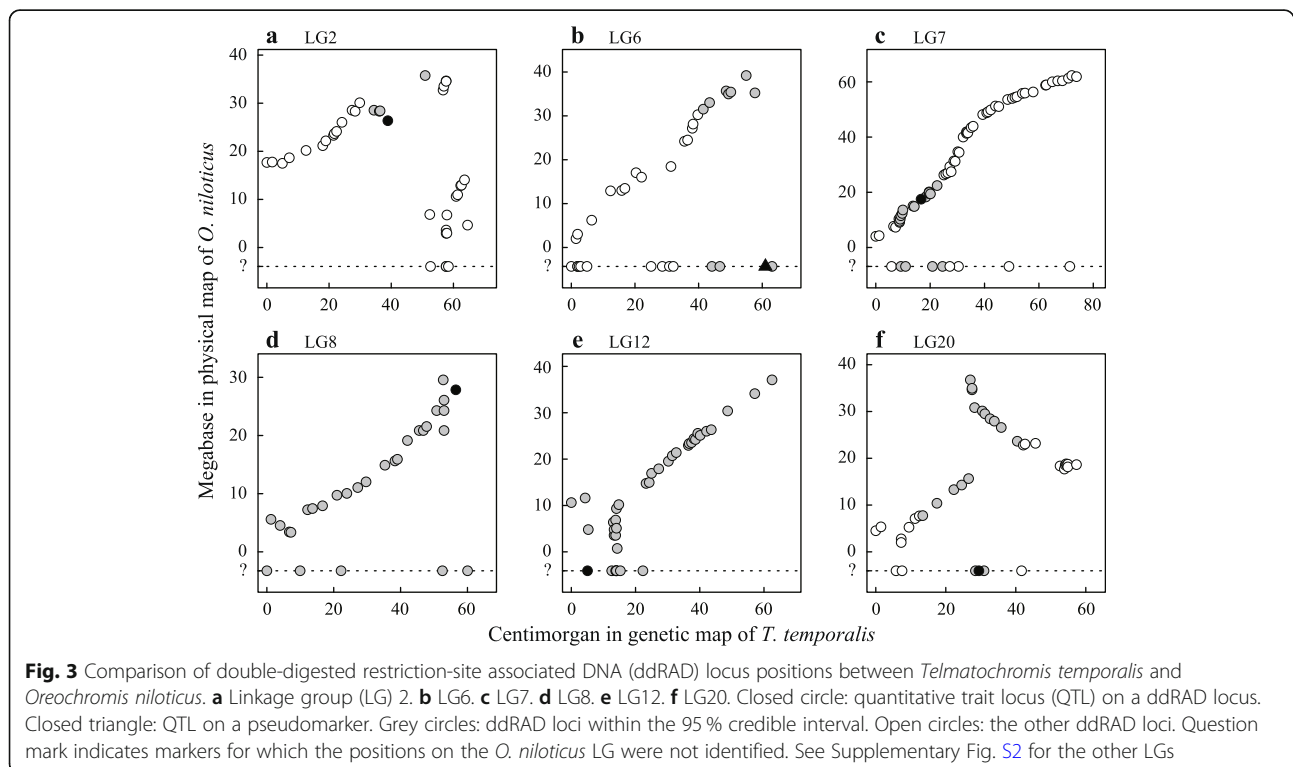 a LG2
b LG6
c LG7
40
30
20
10
0
?
0 20 40 60
40
30
20
10
0
?
0 20 40 60
60
40
20
0
?
0 20 40 60 80
d LG8
e LG12
f LG20
30
20
10
0
?
0 20 40 60
40
30
20
10
0
?
0 20 40 60
40
30
20
10
0
?
0 20 40 60
Megabase in physical map of O. niloticus
Centimorgan in genetic map of T. temporalis
Fig. 3 Comparison of double-digested restriction-site associated DNA (ddRAD) locus positions between Telmatochromis temporalis and
Oreochromis niloticus. a Linkage group (LG) 2. b LG6. c LG7. d LG8. e LG12. f LG20. Closed circle: quantitative trait locus (QTL) on a ddRAD locus.
Closed triangle: QTL on a pseudomarker. Grey circles: ddRAD loci within the 95 % credible interval. Open circles: the other ddRAD loci. Question
mark indicates markers for which the positions on the O. niloticus LG were not identified. See Supplementary Fig. S2 for the other LGs